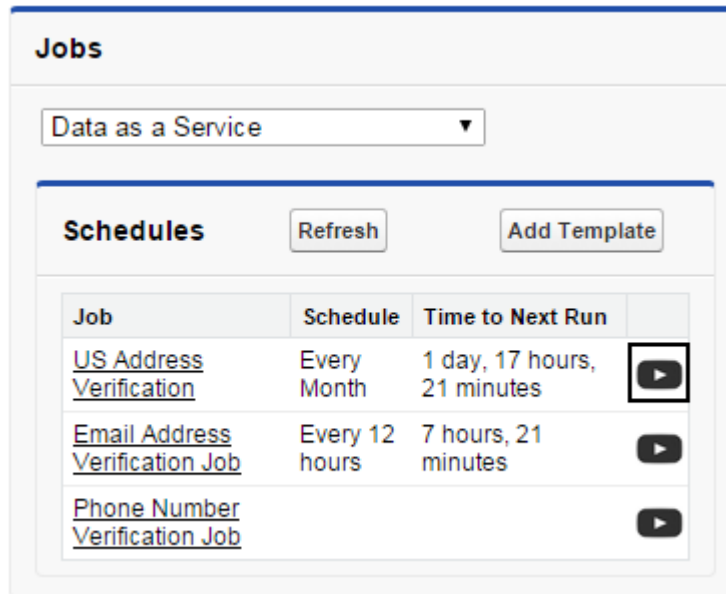 Jobs
Data as a Service
Schedules Refresh Add Template
Job Schedule Time to Next Run
US Address Every 1 day, 17 hours,
Verification Month 21 minutes
Email Address Every 12 7 hours, 21
Verification Job hours minutes
Phone Number
Verification Job